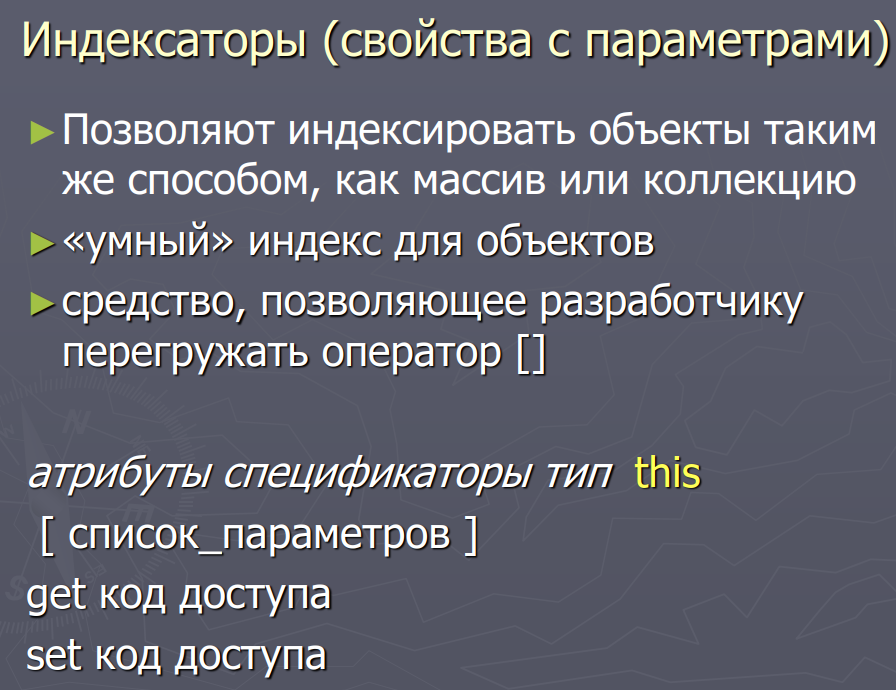 Индексаторы (свойства с параметрами)
►Позволяют индексировать объекты таким
же способом, как массив или коллекцию
►«умный» индекс для объектов
►средство, позволяющее разработчику
перегружать оператор []
атрибуты спецификаторы тип this
[ список_параметров ]
get код доступа
set код доступа
N
S